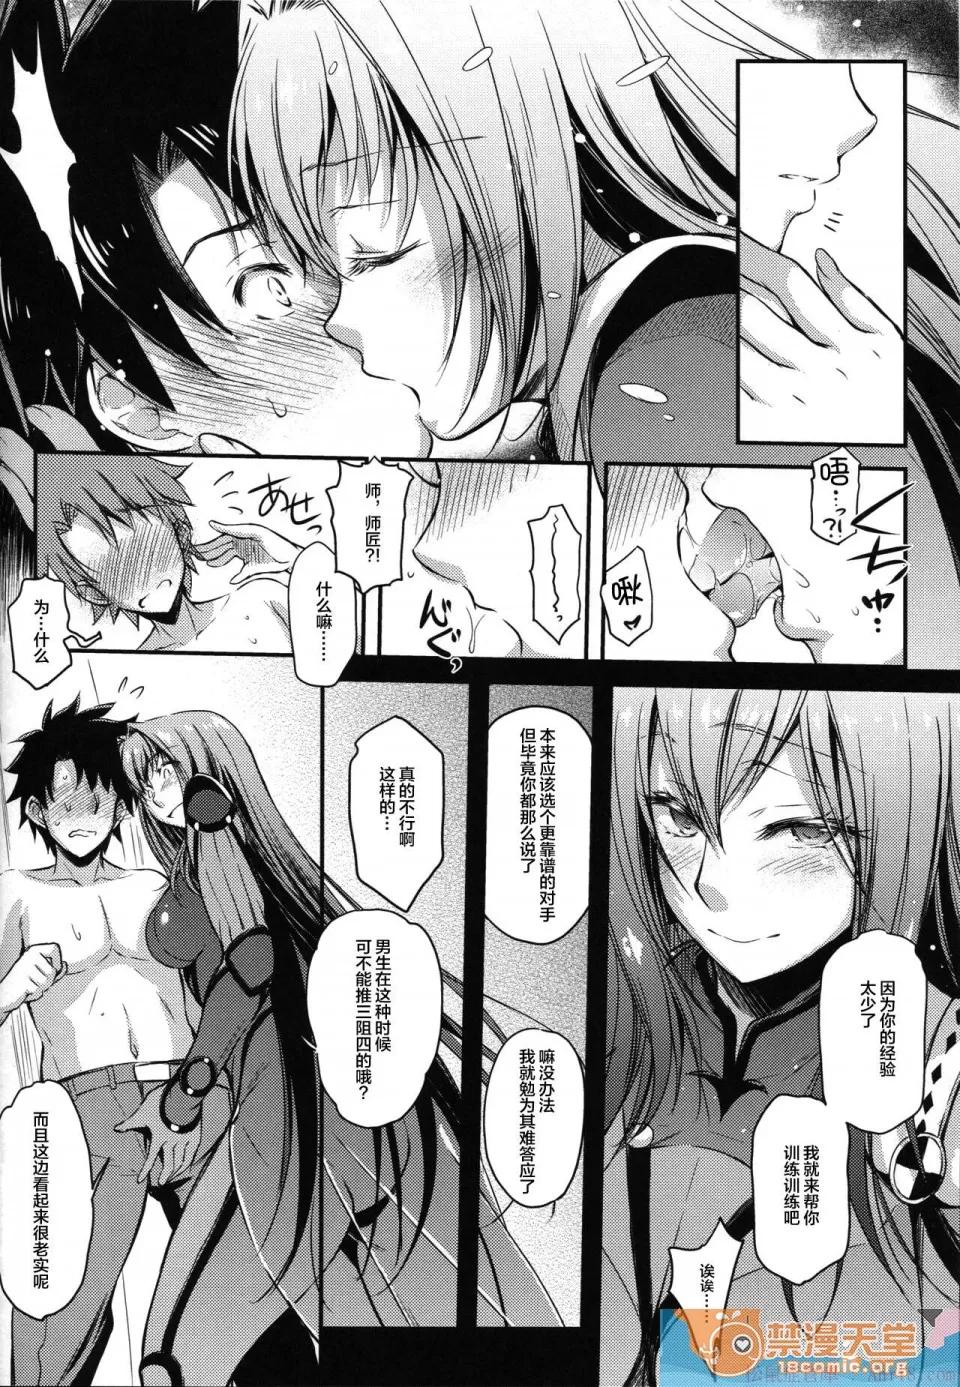 唔…?!
くちゅ…
师，
师匠?!
あせっ
什么嘛……
为…什么
因为你的经验
太少了
我就来帮你
训练训练吧
诶诶……
本来应该选个更靠谱的对手
但毕竟你都那么说了
嘛没办法
我就勉为其难答应了
真的不行啊
这样的…
男生在这种时候
可不能推三阻四的哦？
而且这边看起来很老实呢
禁漫天堂
18comic.org